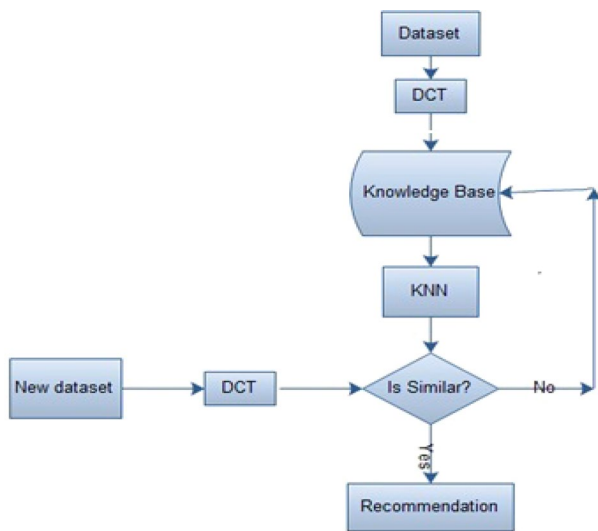 Dataset
DCT
Knowledge Base
KNN
New dataset
DCT
Is Similar?
No
Yes
Recommendation